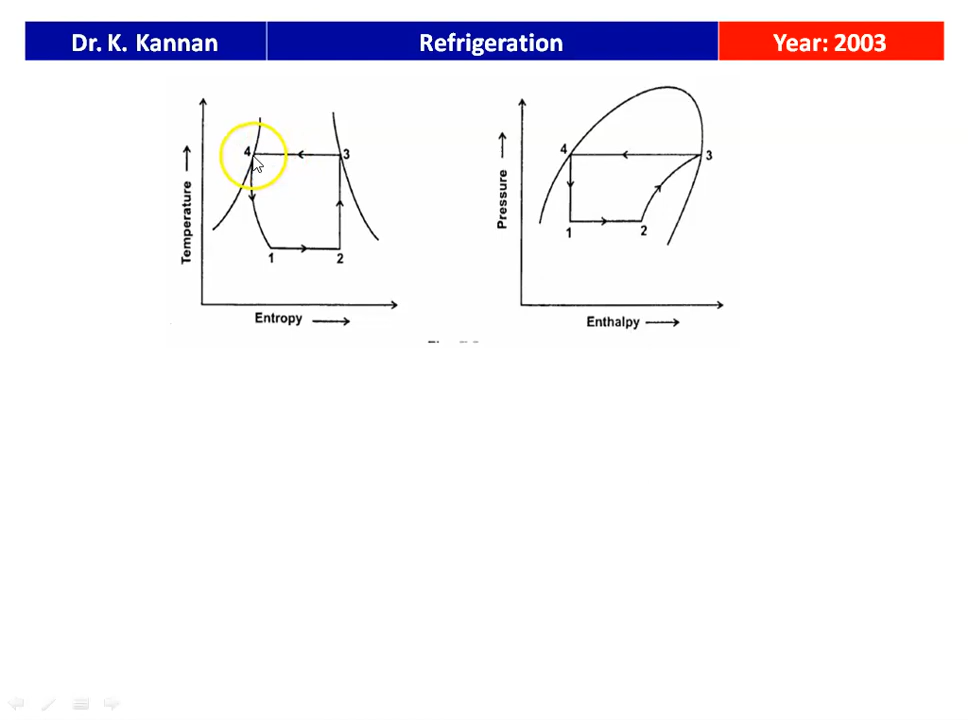 Dr. K. Kannan
Refrigeration
Year: 2003
Temperature
4
3
1
2
Entropy
Pressure
4
3
1
2
Enthalpy